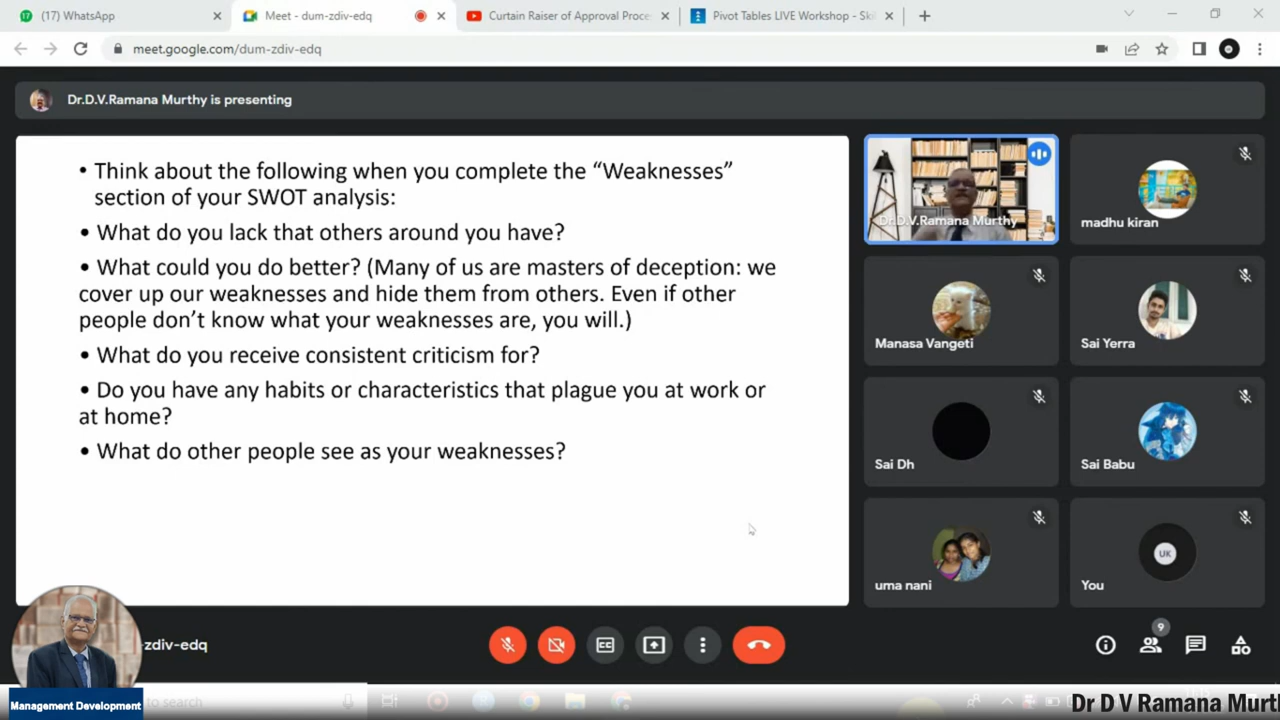 (17) WhatsApp
Meet - dum-zdiv-edq
Curtain Raiser of Approval Proce
Pivot Tables LIVE Workshop - Ski
meet.google.com/dum-zdiv-edq
Dr.D.V.Ramana Murthy is presenting
• Think about the following when you complete the “Weaknesses”
section of your SWOT analysis:
• What do you lack that others around you have?
• What could you do better? (Many of us are masters of deception: we
cover up our weaknesses and hide them from others. Even if other
people don’t know what your weaknesses are, you will.)
• What do you receive consistent criticism for?
• Do you have any habits or characteristics that plague you at work or
at home?
• What do other people see as your weaknesses?
Dr.D.V.Ramana Murthy
madhu kiran
Manasa Vangeti
Sai Yerra
Sai Dh
Sai Babu
uma nani
UK
You
-zdiv-edq
9
Management Development
to search
Dr D V Ramana Murt